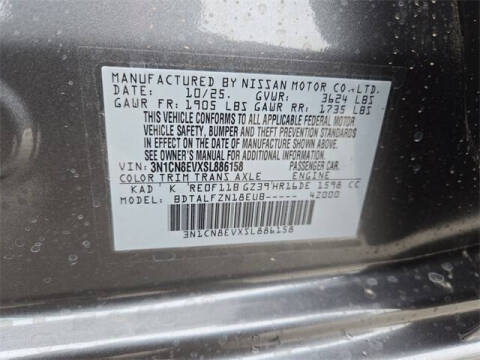 MANUFACTURED BY NISSAN MOTOR CO.,LTD.
DATE: 10/25. GVWR: 3624 LBS
GAWR FR: 1905 LBS GAWR RR: 1735 LBS
THIS VEHICLE CONFORMS TO ALL APPLICABLE FEDERAL MOTOR
VEHICLE SAFETY, BUMPER AND THEFT PREVENTION STANDARDS
IN EFFECT ON THE DATE OF MANUFACTURE SHOWN ABOVE.
SEE OWNER'S MANUAL OF ADDITIONAL INFORMATION
VIN: 3N1CN8EVXSL886158 PASSENGER CAR.
COLOR TRIM TRANS AXLE ENGINE
KAD K RE0F11B GZ39 HR16DE 1598 CC
MODEL: BDTALFZN18EUB----- 42000
3N1CN8EVXSL886158